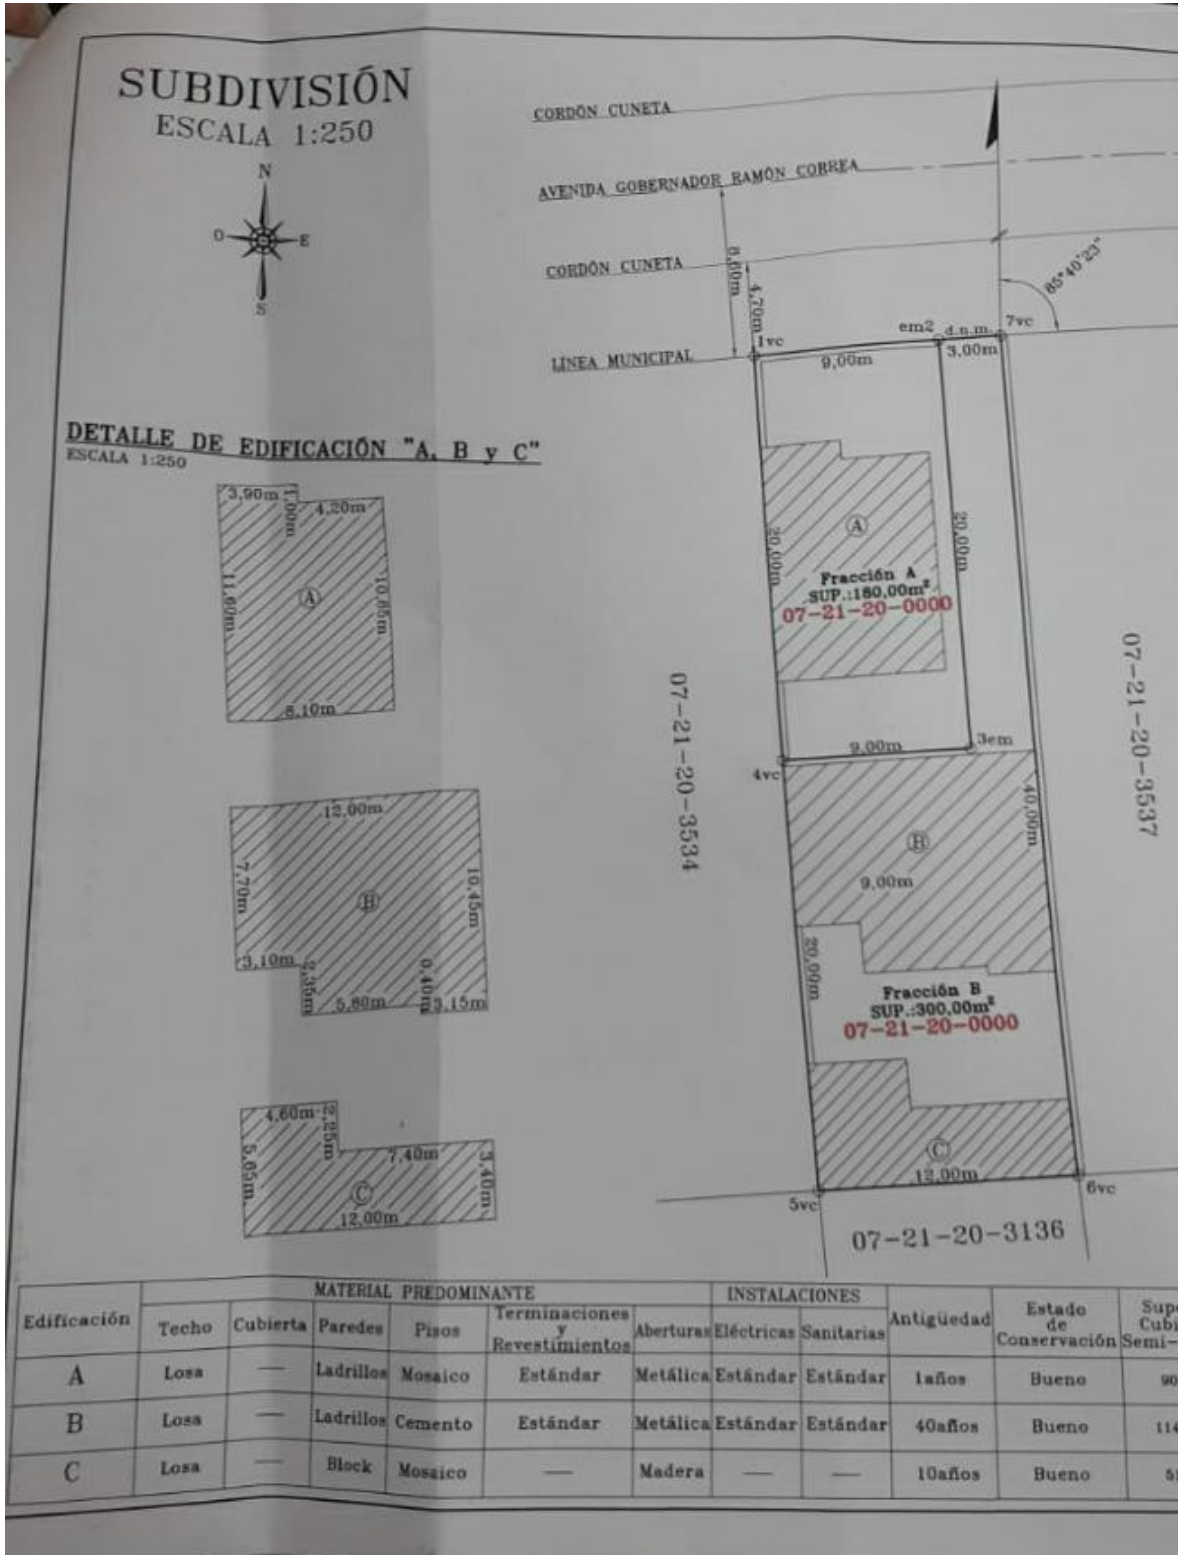 SUBDIVISIÓN
ESCALA 1:250
N
O
E
S
CORDÓN CUNETA
AVENIDA GOBERNADOR RAMÓN CORREA
CORDÓN CUNETA
LÍNEA MUNICIPAL
8,60m
4,70m
85°40'23"
1vc
em2
d.n.m.
7vc
9,00m
3,00m
20,00m
A
20,00m
Fracción A
SUP.:180,00m²
07-21-20-0000
07-21-20-3534
07-21-20-3537
9,00m
3em
4vc
40,00m
B
9,00m
20,00m
Fracción B
SUP.:300,00m²
07-21-20-0000
C
12,00m
5vc
6vc
07-21-20-3136
DETALLE DE EDIFICACIÓN "A, B y C"
ESCALA 1:250
3,90m
1,00m
4,20m
11,60m
A
10,65m
8,10m
12,00m
7,70m
B
10,45m
3,10m
2,35m
5,80m
0,40m
3,15m
4,60m
2,25m
7,40m
5,65m
3,40m
C
12,00m
Edificación
MATERIAL PREDOMINANTE
INSTALACIONES
Antigüedad
Estado de Conservación
Techo Cubierta Paredes Pisos Terminaciones y Revestimientos Aberturas Eléctricas Sanitarias
A Losa — Ladrillos Mosaico Estándar Metálica Estándar Estándar 1años Bueno 90
B Losa — Ladrillos Cemento Estándar Metálica Estándar Estándar 40años Bueno 114
C Losa — Block Mosaico — Madera — — 10años Bueno